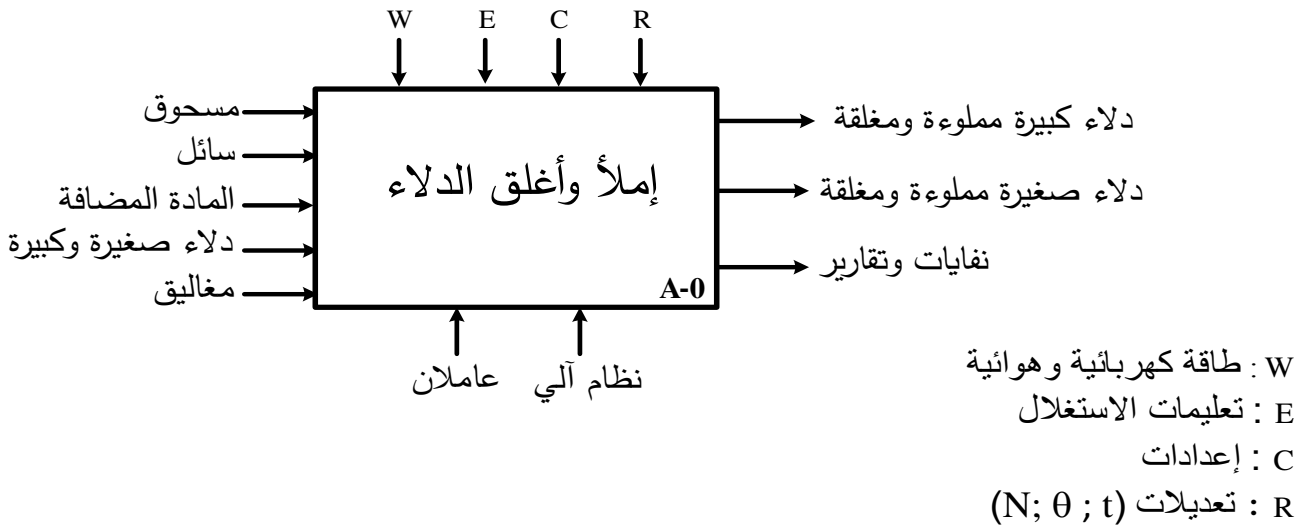 W E C R
مسحوق
سائل
المادة المضافة
دلاء صغيرة وكبيرة
مغاليق
إملأ وأغلق الدلاء
A-0
دلاء كبيرة مملوءة ومغلقة
دلاء صغيرة مملوءة ومغلقة
نفايات وتقارير
عاملان
نظام آلي
W : طاقة كهربائية وهوائية
E : تعليمات الاستغلال
C : إعدادات
R : تعديلات (N; θ ; t)